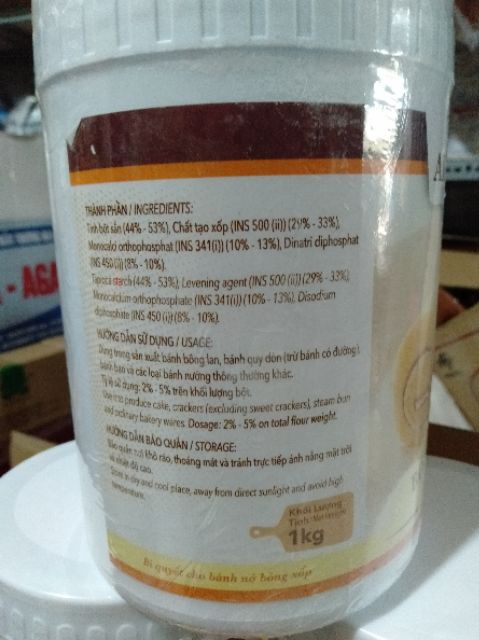 THÀNH PHẦN / INGREDIENTS:
Tinh bột sắn (44% - 53%), Chất tạo xốp (INS 500 (ii)) (29% - 33%),
Monocalci orthophosphat (INS 341(i)) (10% - 13%), Dinatri diphosphat
(INS 450 (i)) (8% - 10%).
Tapioca starch (44% - 53%), Levening agent (INS 500 (ii)) (29% - 33%),
Monocalcium orthophosphate (INS 341(i)) (10% - 13%), Disodium
diphosphate (INS 450 (i)) (8% - 10%).
HƯỚNG DẪN SỬ DỤNG / USAGE:
Dùng trong sản xuất bánh bông lan, bánh quy dòn (trừ bánh có đường),
bánh bao và các loại bánh nướng thông thường khác.
Tỷ lệ sử dụng: 2% - 5% trên khối lượng bột.
Use into produce cake, crackers (excluding sweet crackers), steam bun
and ordinary bakery wares. Dosage: 2% - 5% on total flour weight.
HƯỚNG DẪN BẢO QUẢN / STORAGE:
Bảo quản nơi khô ráo, thoáng mát và tránh trực tiếp ánh nắng mặt trời
và nhiệt độ cao.
Store in dry and cool place, away from direct sunlight and avoid high
temperature.
Khối Lượng
Tịnh/Net Weight
1kg
Bí quyết cho bánh nở bông xốp
- AGA
A